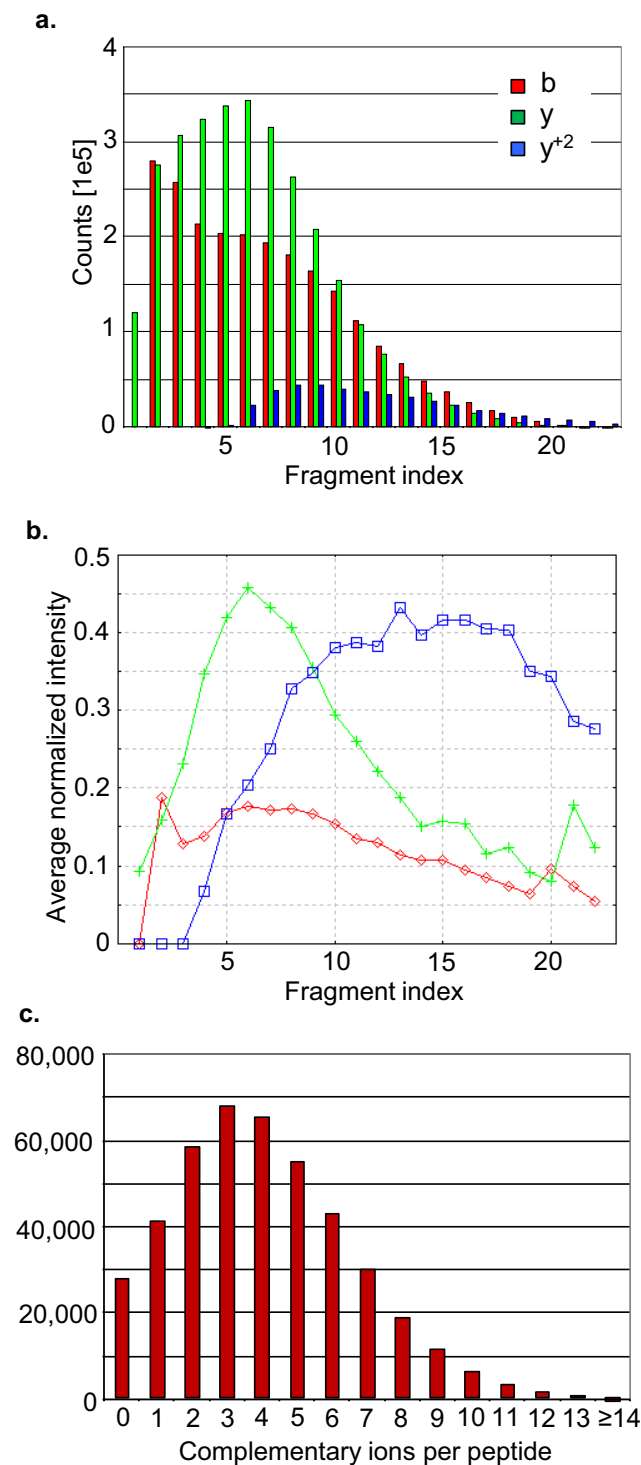 a.
4
3
2
1
0
Counts [1e5]
b
y
y+2
5
10
15
20
Fragment index
b.
0.5
0.4
0.3
0.2
0.1
0
Average normalized intensity
5
10
15
20
Fragment index
c.
80,000
60,000
40,000
20,000
0
0 1 2 3 4 5 6 7 8 9 10 11 12 13 ≥14
Complementary ions per peptide